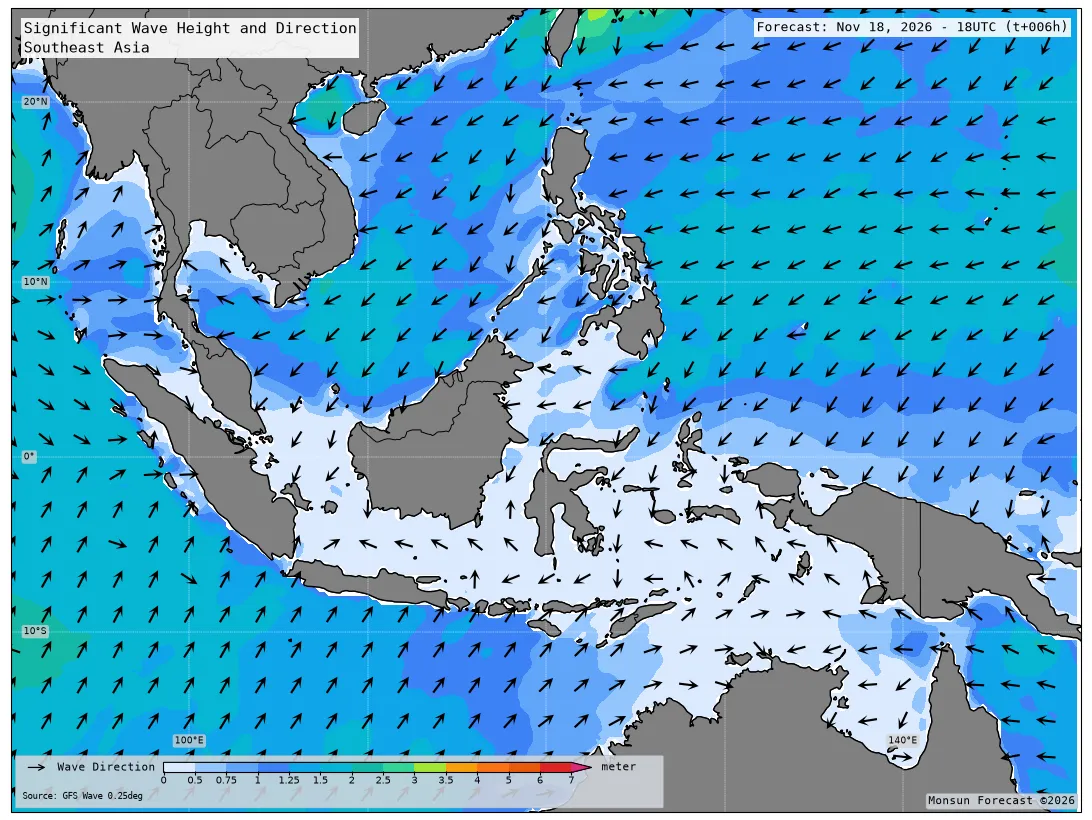 Significant Wave Height and Direction
Southeast Asia
Forecast: Nov 18, 2026 - 18UTC (t+006h)
20°N
10°N
0°
10°S
100°E
140°E
Wave Direction
meter
0 0.5 0.75 1 1.25 1.5 2 2.5 3 3.5 4 5 6 7
Source: GFS Wave 0.25deg
Monsun Forecast ©2026